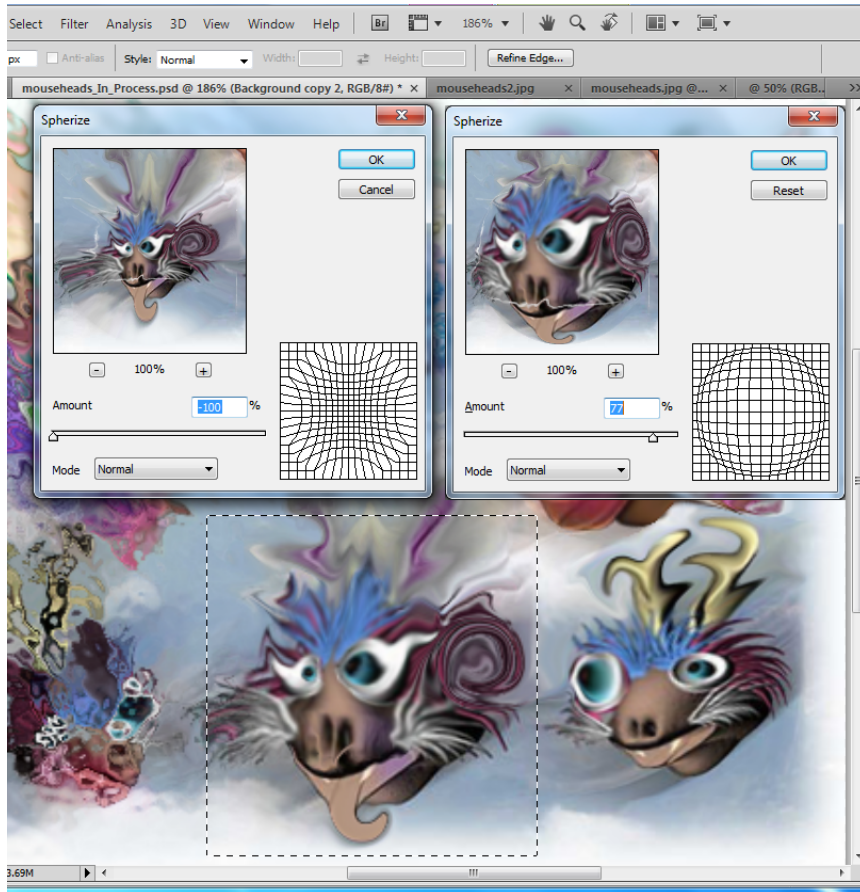 Select Filter Analysis 3D View Window Help Br 186%
px Anti-alias Style: Normal Width: Height: Refine Edge...
mouseheads_In_Process.psd @ 186% (Background copy 2, RGB/8#) * × mouseheads2.jpg × mouseheads.jpg @... × @ 50% (RGB... >>
Spherize
OK
Cancel
- 100% +
Amount -100 %
Mode Normal
Spherize
OK
Reset
- 100% +
Amount 77 %
Mode Normal
3.69M